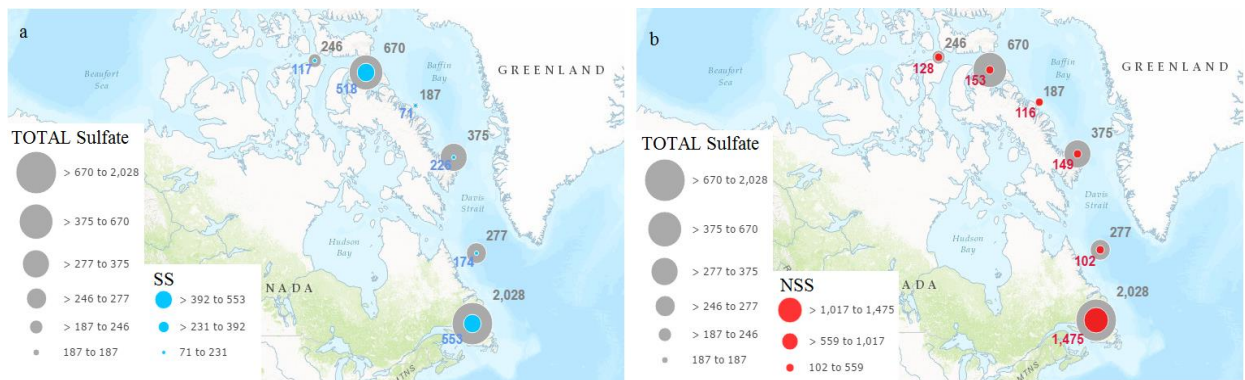 a
246
670
117
518
Beaufort Sea
Baffin Bay
GREENLAND
187
71
375
226
TOTAL Sulfate
> 670 to 2,028
> 375 to 670
> 277 to 375
> 246 to 277
> 187 to 246
187 to 187
Davis Strait
Hudson Bay
277
174
SS
> 392 to 553
> 231 to 392
71 to 231
NADA
2,028
553
MTNS
b
246
670
128
153
Beaufort Sea
Baffin Bay
GREENLAND
187
116
375
149
TOTAL Sulfate
> 670 to 2,028
> 375 to 670
> 277 to 375
> 246 to 277
> 187 to 246
187 to 187
Davis Strait
Hudson Bay
277
102
NSS
> 1,017 to 1,475
> 559 to 1,017
102 to 559
ADA
2,028
1,475
MTNS